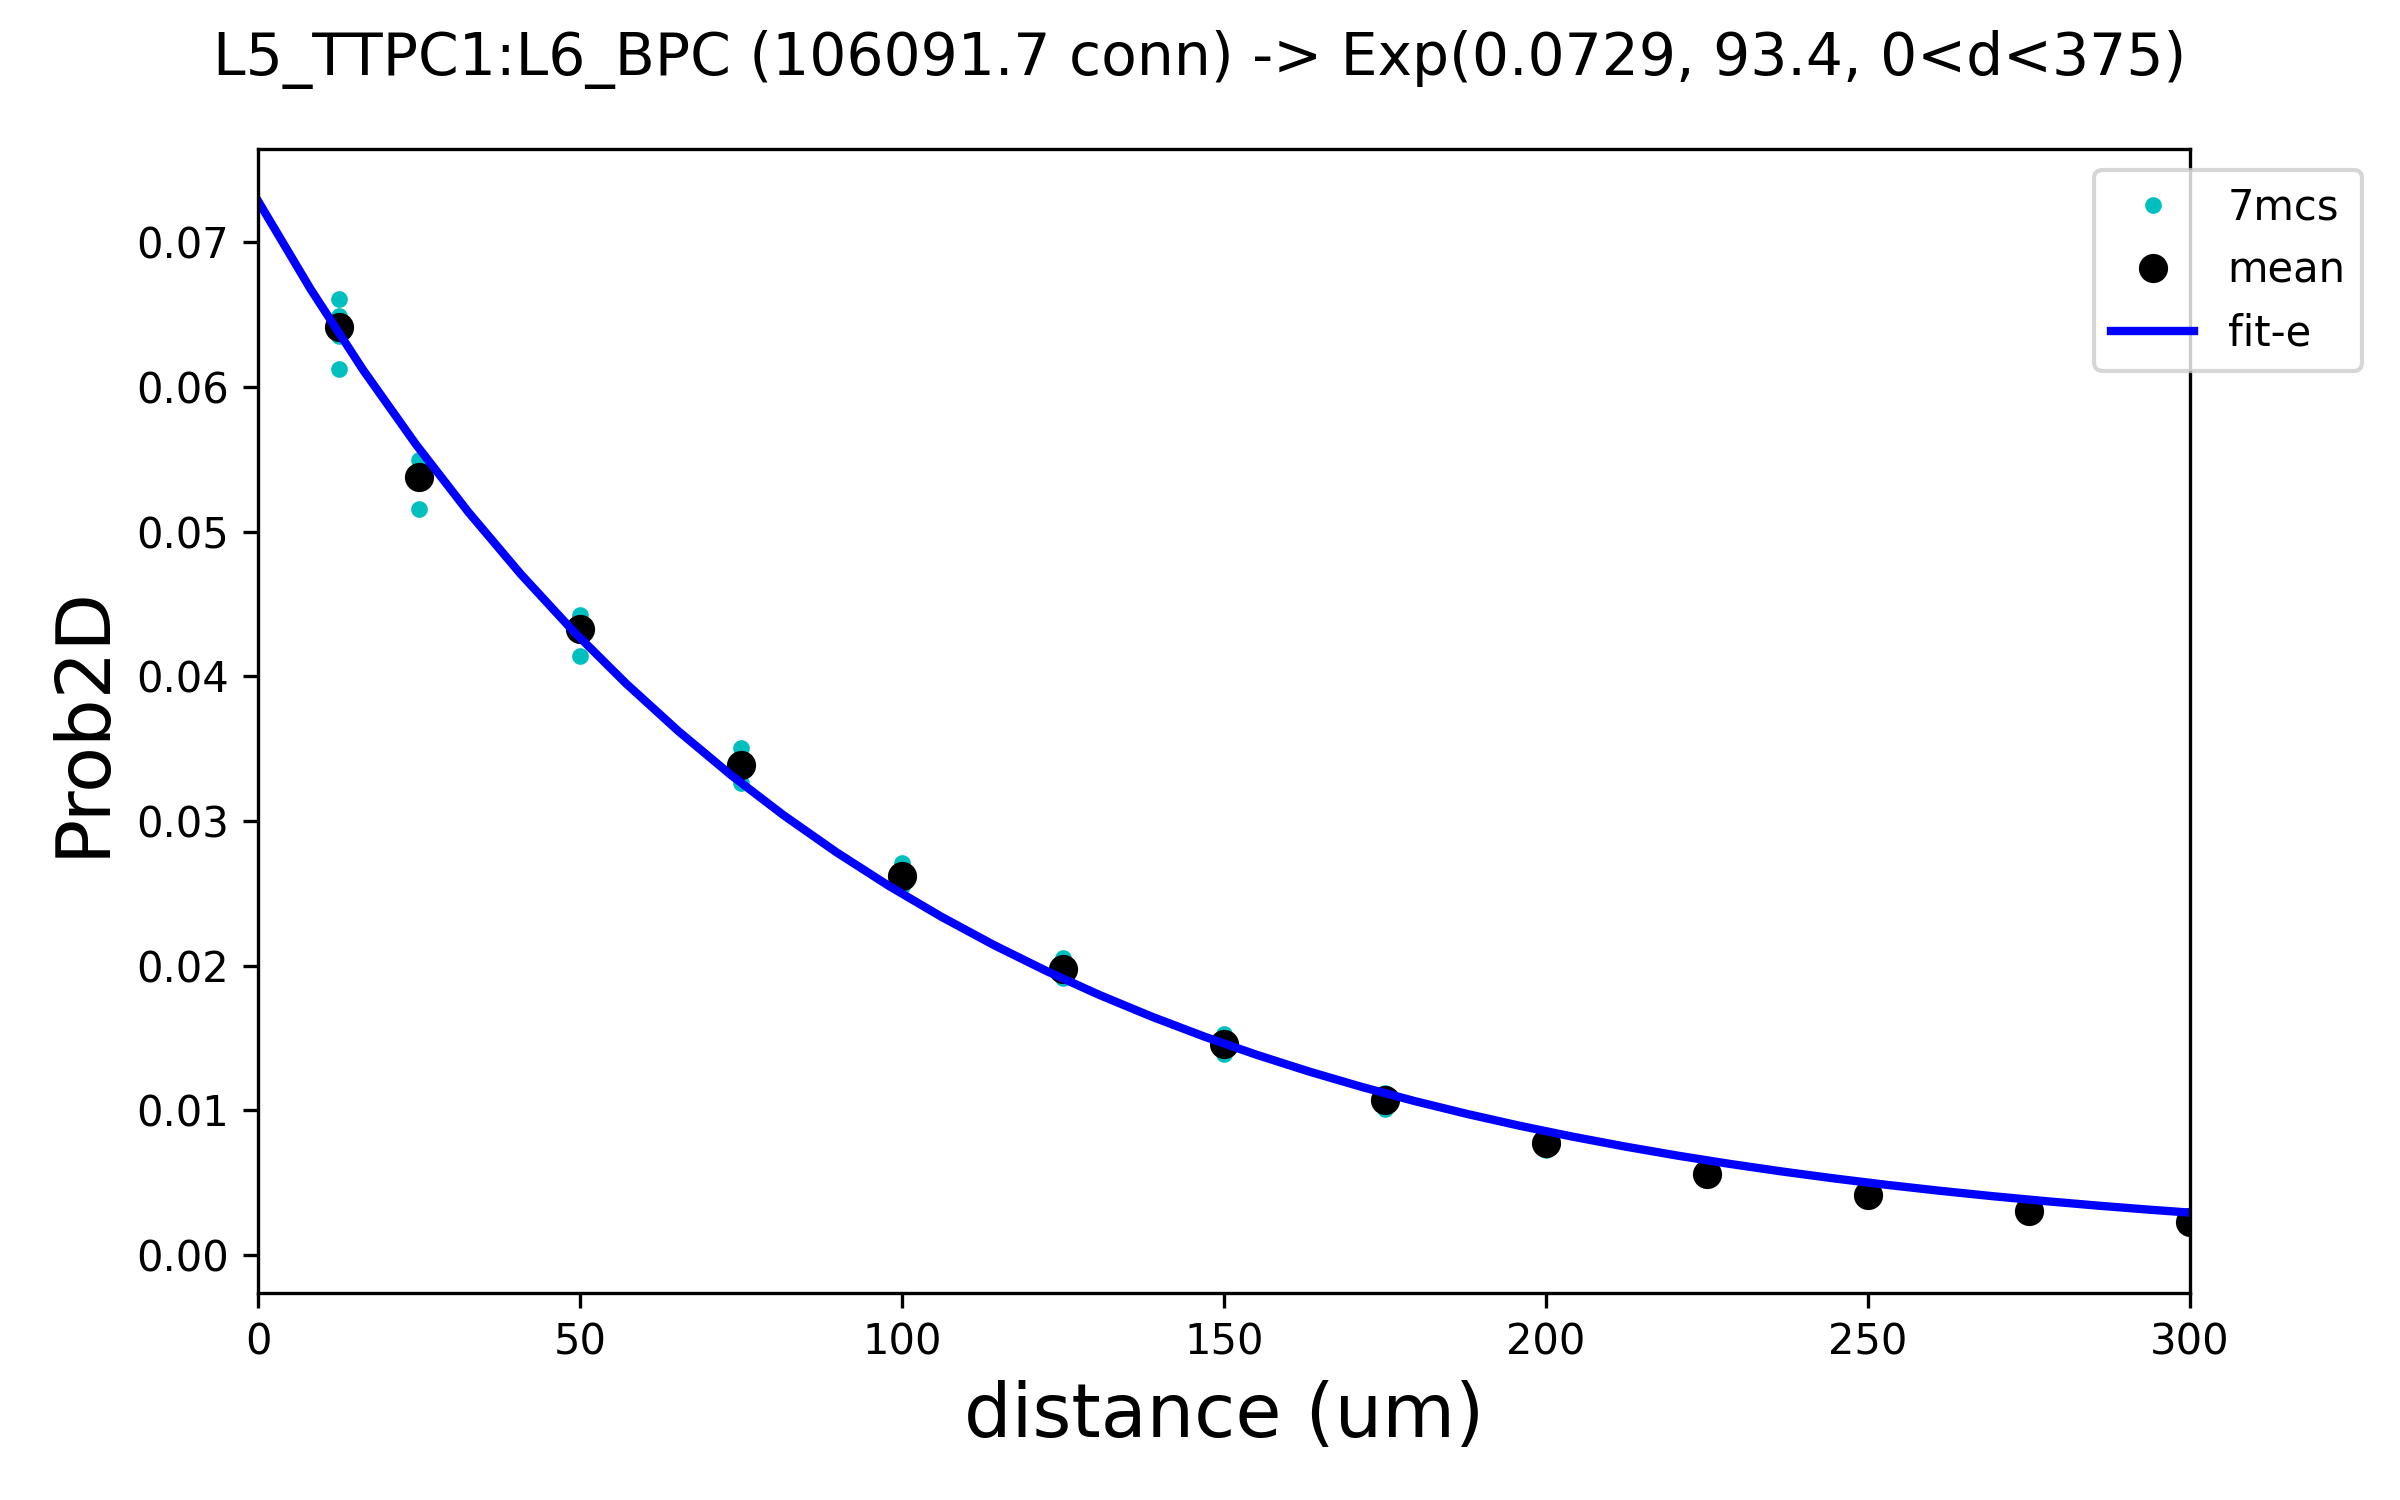 L5_TTPC1:L6_BPC (106091.7 conn) -> Exp(0.0729, 93.4, 0<d<375)
7mcs
mean
fit-e
Prob2D
0.07
0.06
0.05
0.04
0.03
0.02
0.01
0.00
0 50 100 150 200 250 300
distance (um)